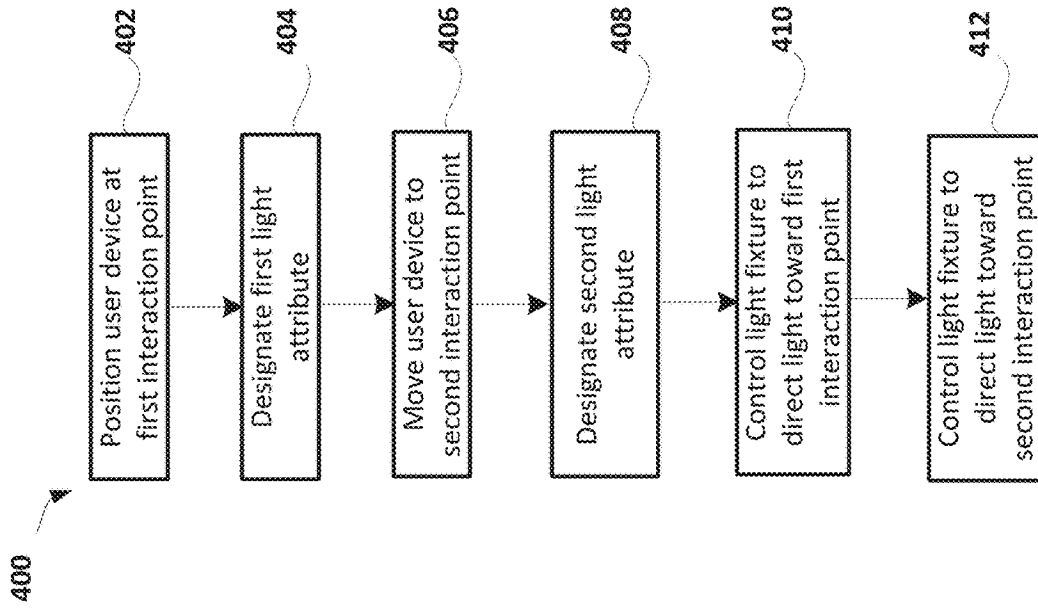 400
Position user device at
first interaction point
402
Designate first light
attribute
404
Move user device to
second interaction point
406
Designate second light
attribute
408
Control light fixture to
direct light toward first
interaction point
410
Control light fixture to
direct light toward
second interaction point
412